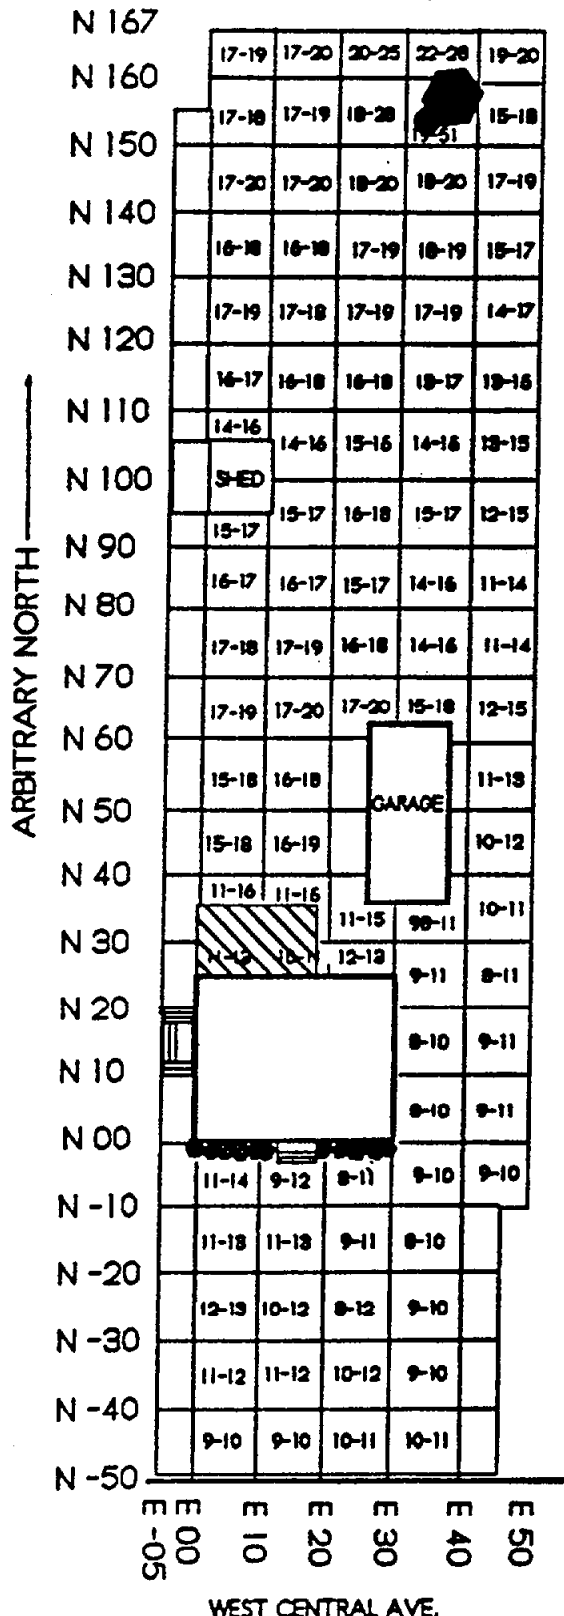 N 167
17-19 17-20 20-25 22-28 19-20
N 160
17-18 17-19 18-28 19-51 15-18
N 150
17-20 17-20 18-20 18-20 17-19
N 140
16-18 16-18 17-19 18-19 15-17
N 130
17-19 17-18 17-19 17-19 14-17
N 120
16-17 16-18 16-18 13-17 13-16
N 110
14-16
14-16 15-16 14-16 13-15
N 100
SHED
15-17 16-18 15-17 12-15
15-17
N 90
16-17 16-17 15-17 14-16 11-14
N 80
17-18 17-19 16-18 14-16 11-14
N 70
17-19 17-20 17-20 15-18 12-15
N 60
15-18 16-18 11-13
GARAGE
N 50
15-18 16-19 10-12
N 40
11-16 11-16
11-15 9B-11 10-11
N 30
11-12 12-13
9-11 8-11
N 20
8-10 9-11
N 10
8-10 9-11
N 00
11-14 9-12 8-11 9-10 9-10
N -10
11-13 11-13 9-11 8-10
N -20
12-13 10-12 8-12 9-10
N -30
11-12 11-12 10-12 9-10
N -40
9-10 9-10 10-11 10-11
N -50
E -05
E 00
E 10
E 20
E 30
E 40
E 50
WEST CENTRAL AVE.
ARBITRARY NORTH